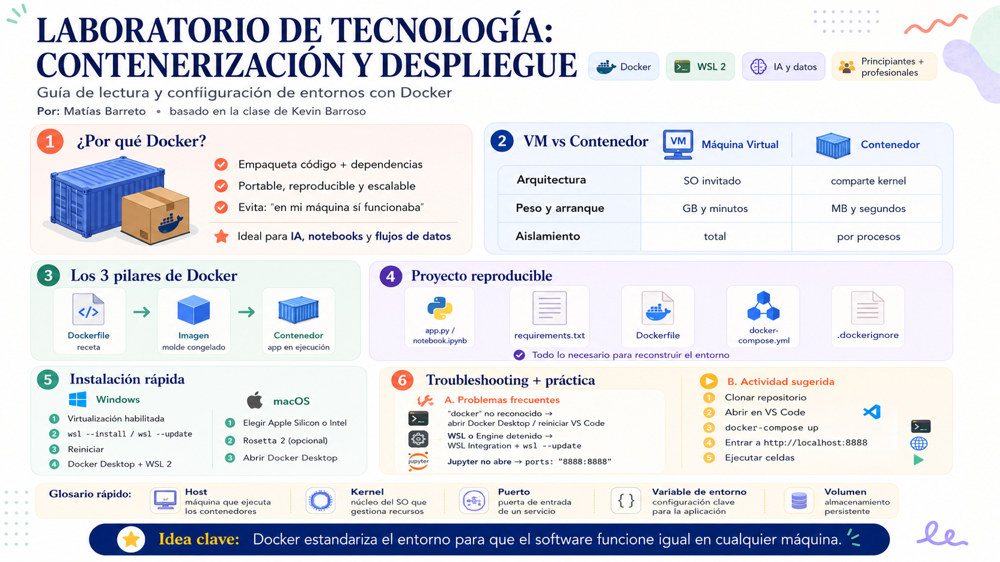 LABORATORIO DE TECNOLOGÍA:
CONTENERIZACIÓN Y DESPLIEGUE
Docker
WSL 2
IA y datos
Principiantes +
profesionales
Guía de lectura y confiiguración de entornos con Docker
Por: Matías Barreto • basado en la clase de Kevin Barroso
1 ¿Por qué Docker?
Empaqueta código + dependencias
Portable, reproducible y escalable
Evita: "en mi máquina sí funcionaba"
Ideal para IA, notebooks y flujos de datos
2 VM vs Contenedor
VM
Máquina Virtual
Contenedor
Arquitectura SO invitado comparte kernel
Peso y arranque GB y minutos MB y segundos
Aislamiento total por procesos
3 Los 3 pilares de Docker
</>
Dockerfile
receta
Imagen
molde congelado
Contenedor
app en ejecución
4 Proyecto reproducible
app.py /
notebook.ipynb
requirements.txt
Dockerfile
docker-
compose.yml
.dockerignore
Todo lo necesario para reconstruir el entorno
5 Instalación rápida
Windows
1 Virtualización habilitada
2 wsl --install / wsl --update
3 Reiniciar
4 Docker Desktop + WSL 2
macOS
1 Elegir Apple Silicon o Intel
2 Rosetta 2 (opcional)
3 Abrir Docker Desktop
6 Troubleshooting + práctica
A. Problemas frecuentes
"docker" no reconocido →
abrir Docker Desktop / reiniciar VS Code
WSL o Engine detenido →
WSL Integration + wsl --update
jupyter
Jupyter no abre → ports: "8888:8888"
B. Actividad sugerida
1 Clonar repositorio
2 Abrir en VS Code
3 docker-compose up
4 Entrar a http://localhost:8888
5 Ejecutar celdas
Glosario rápido:
Host
máquina que ejecuta
los contenedores
Kernel
núcleo del SO que
gestiona recursos
Puerto
puerta de entrada
de un servicio
{ }
Variable de entorno
configuración clave
para la aplicación
Volumen
almacenamiento
persistente
Idea clave: Docker estandariza el entorno para que el software funcione igual en cualquier máquina.